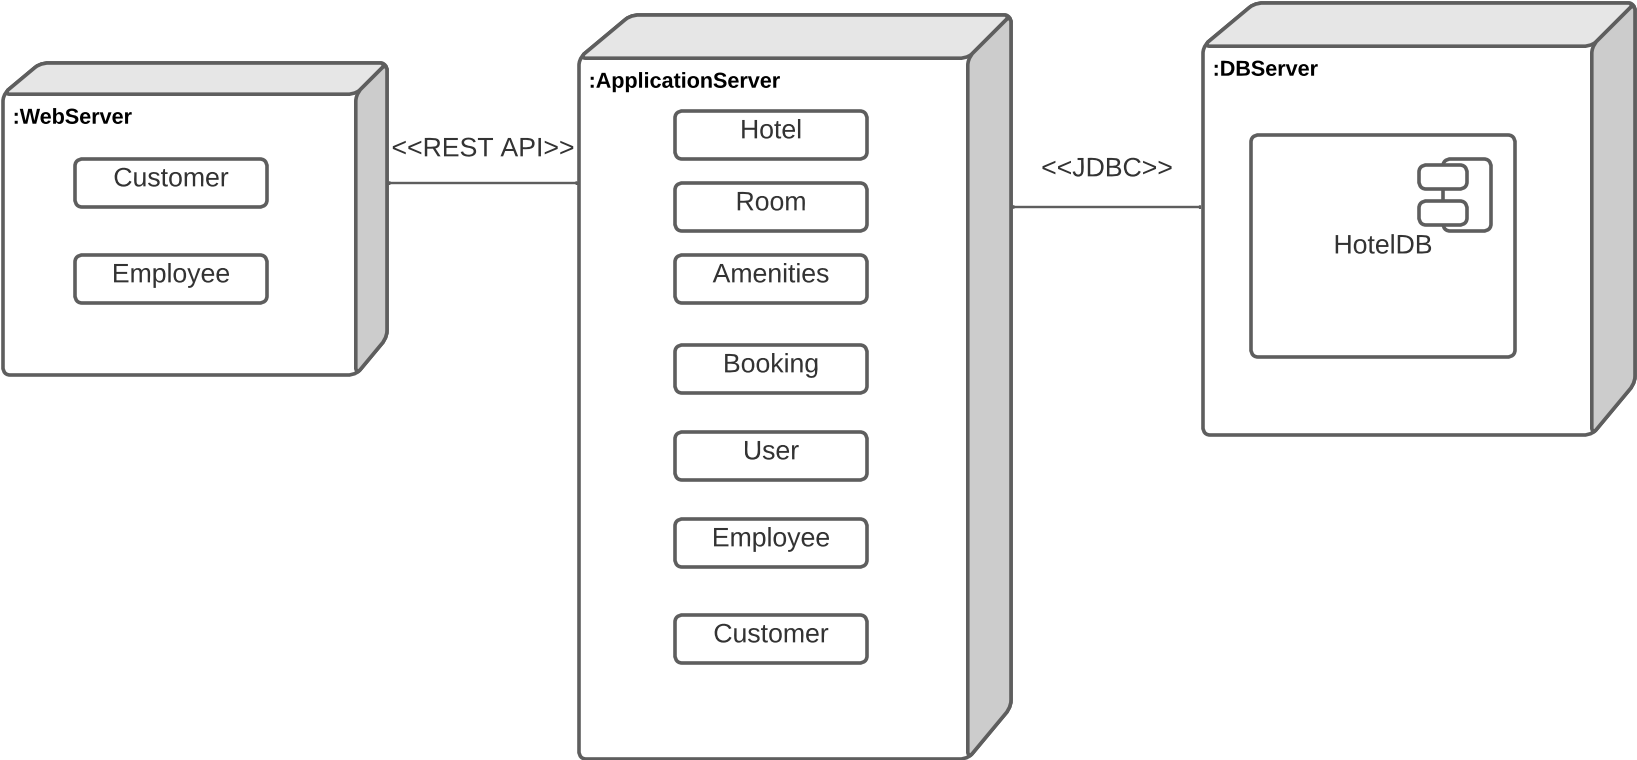 :WebServer
Customer
Employee
<<REST API>>
:ApplicationServer
Hotel
Room
Amenities
Booking
User
Employee
Customer
<<JDBC>>
:DBServer
HotelDB